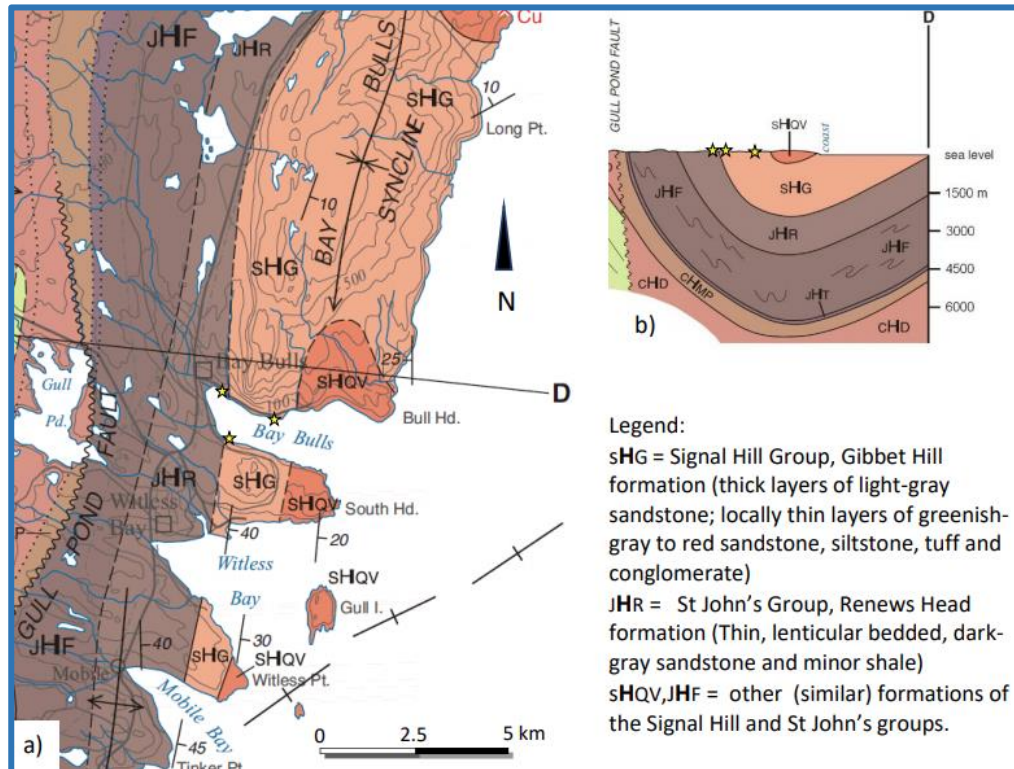 Cu
JHF
JHR
BULLS
sHG
10
Long Pt.
SYNCLINE
10
BAY
sHG
500
N
Bay Bulls
25
sHQV
D
Gull
Pd.
100
Bull Hd.
Bay Bulls
FAULT
JHR
sHG
sHQV
South Hd.
Witless
Bay
40
20
POND
Witless
Bay
sHQV
Gull I.
GULL
40
30
JHF
sHG
sHQV
Mobile
Witless Pt.
Mobile Bay
45
Tinker Pt.
a)
0 2.5 5 km
D
GULL POND FAULT
sHQV
coast
sea level
JHF
sHG
1500 m
JHR
3000
JHF
4500
cHD
cHMP
JHT
6000
cHD
b)
Legend:
sHG = Signal Hill Group, Gibbet Hill
formation (thick layers of light-gray
sandstone; locally thin layers of greenish-
gray to red sandstone, siltstone, tuff and
conglomerate)
JHR = St John's Group, Renews Head
formation (Thin, lenticular bedded, dark-
gray sandstone and minor shale)
sHQV,JHF = other (similar) formations of
the Signal Hill and St John's groups.